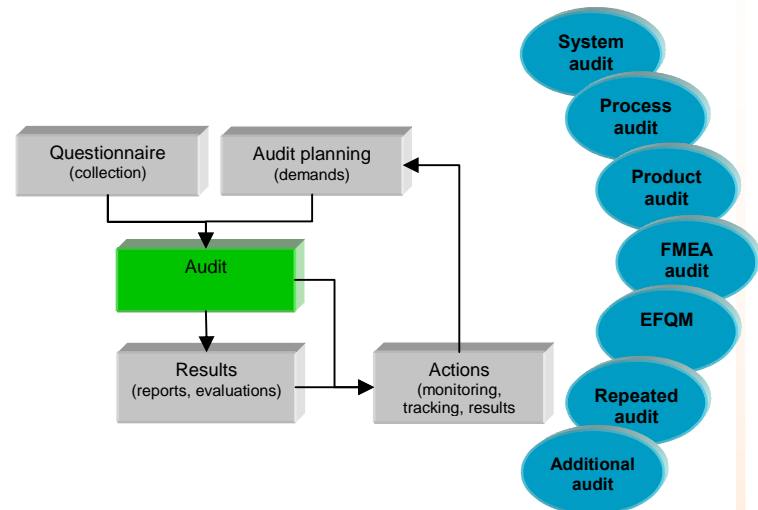 Questionnaire
(collection)
Audit planning
(demands)
Audit
Results
(reports, evaluations)
Actions
(monitoring,
tracking, results
System
audit
Process
audit
Product
audit
FMEA
audit
EFQM
Repeated
audit
Additional
audit